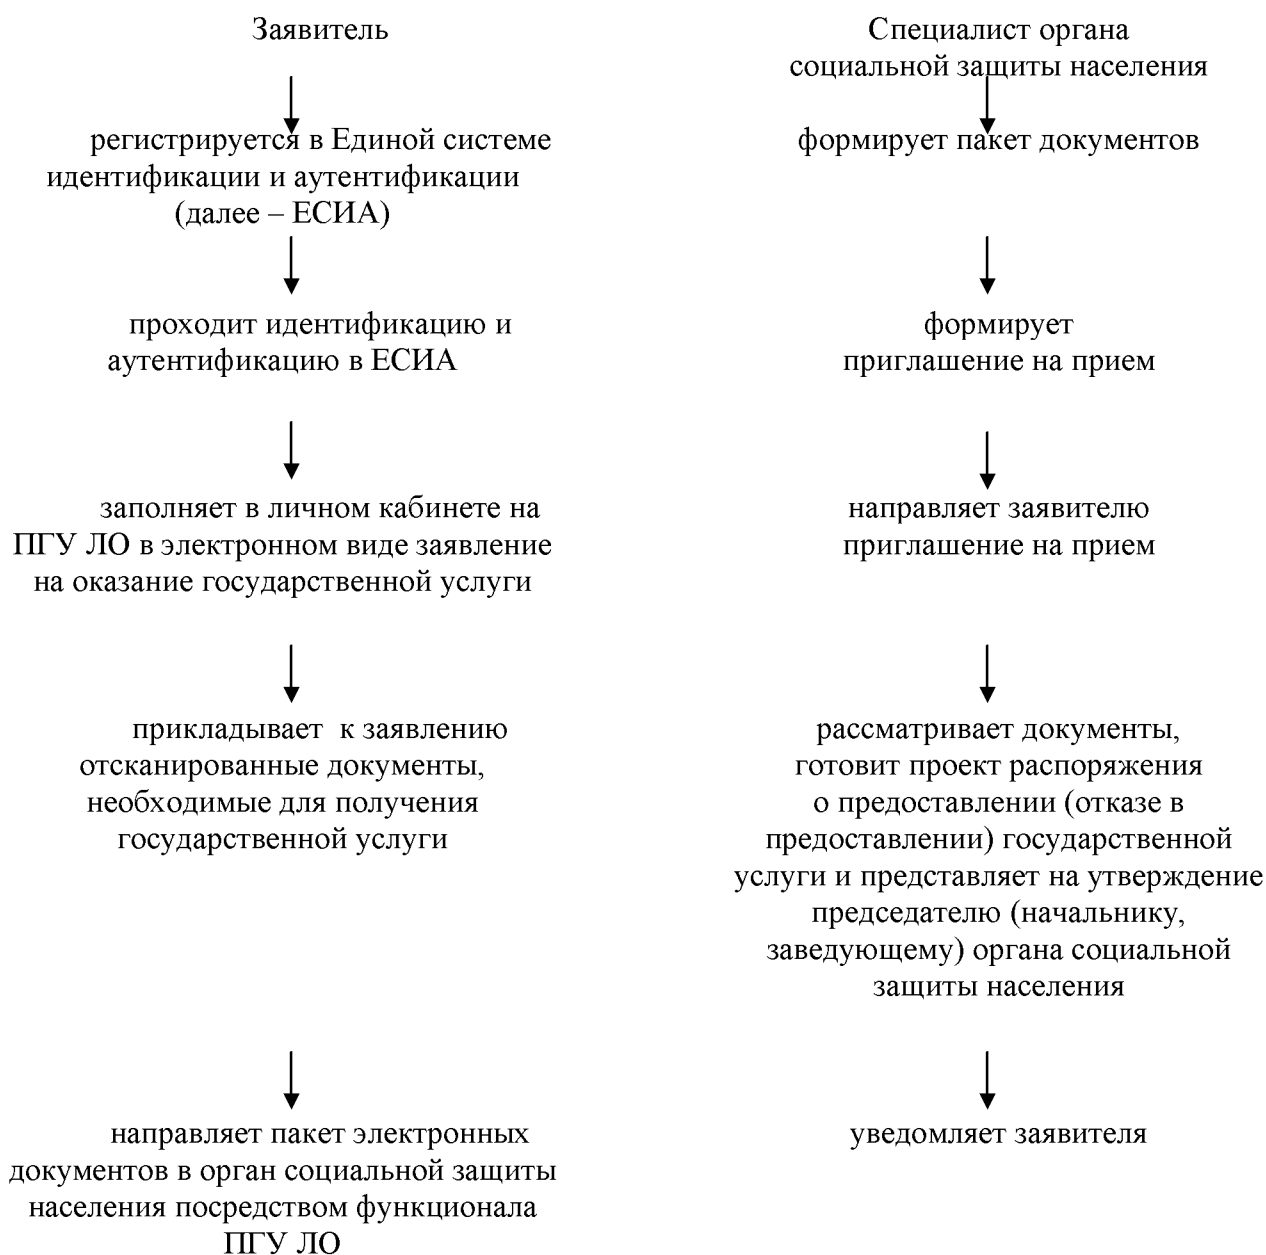 Заявитель
регистрируется в Единой системе
идентификации и аутентификации
(далее – ЕСИА)
проходит идентификацию и
аутентификацию в ЕСИА
заполняет в личном кабинете на
ПГУ ЛО в электронном виде заявление
на оказание государственной услуги
прикладывает к заявлению
отсканированные документы,
необходимые для получения
государственной услуги
направляет пакет электронных
документов в орган социальной защиты
населения посредством функционала
ПГУ ЛО
Специалист органа
социальной защиты населения
формирует пакет документов
формирует
приглашение на прием
направляет заявителю
приглашение на прием
рассматривает документы,
готовит проект распоряжения
о предоставлении (отказе в
предоставлении) государственной
услуги и представляет на утверждение
председателю (начальнику,
заведующему) органа социальной
защиты населения
уведомляет заявителя